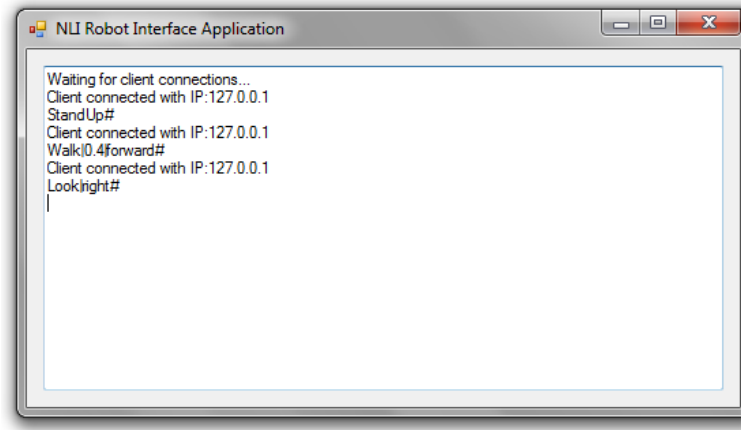 NLI Robot Interface Application
Waiting for client connections...
Client connected with IP:127.0.0.1
StandUp#
Client connected with IP:127.0.0.1
Walk|0.4|forward#
Client connected with IP:127.0.0.1
Look|right#